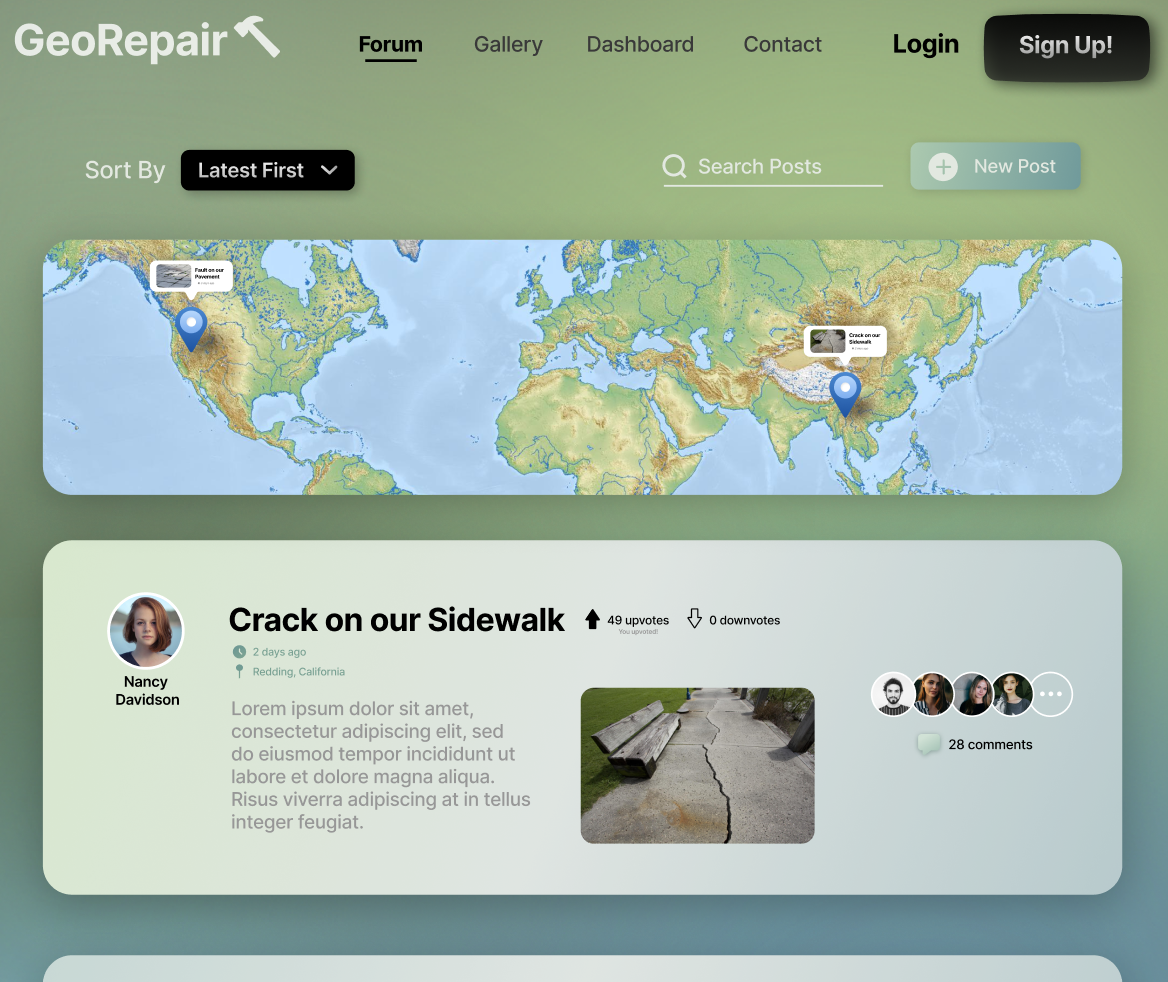 GeoRepair
Forum
Gallery
Dashboard
Contact
Login
Sign Up!
Sort By
Latest First
Search Posts
New Post
Fault on our
Pavement
Crack on our
Sidewalk
Crack on our Sidewalk
49 upvotes
You upvoted!
0 downvotes
2 days ago
Redding, California
Nancy
Davidson
Lorem ipsum dolor sit amet,
consectetur adipiscing elit, sed
do eiusmod tempor incididunt ut
labore et dolore magna aliqua.
Risus viverra adipiscing at in tellus
integer feugiat.
28 comments